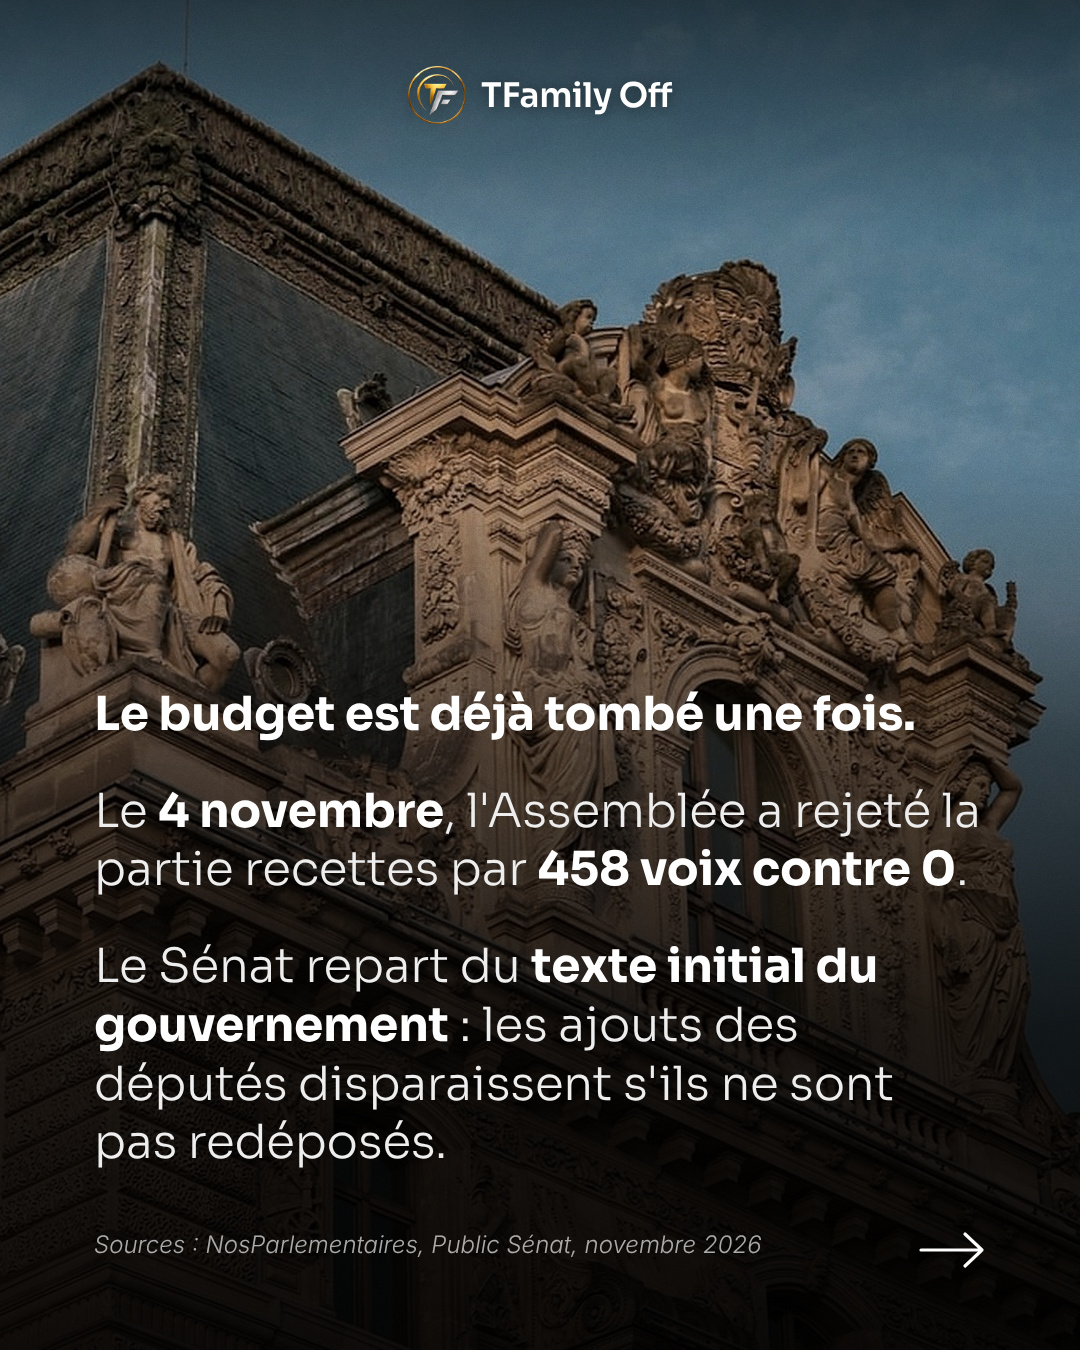 TFamily Off
Le budget est déjà tombé une fois.
Le 4 novembre, l'Assemblée a rejeté la
partie recettes par 458 voix contre 0.
Le Sénat repart du texte initial du
gouvernement : les ajouts des
députés disparaissent s'ils ne sont
pas redéposés.
Sources : NosParlementaires, Public Sénat, novembre 2026